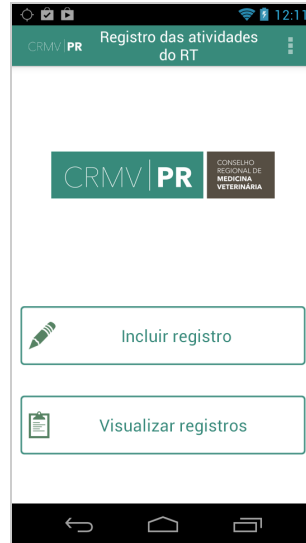 12:11
CRMV PR
Registro das atividades
do RT
CRMV PR
CONSELHO
REGIONAL DE
MEDICINA
VETERINÁRIA
Incluir registro
Visualizar registros